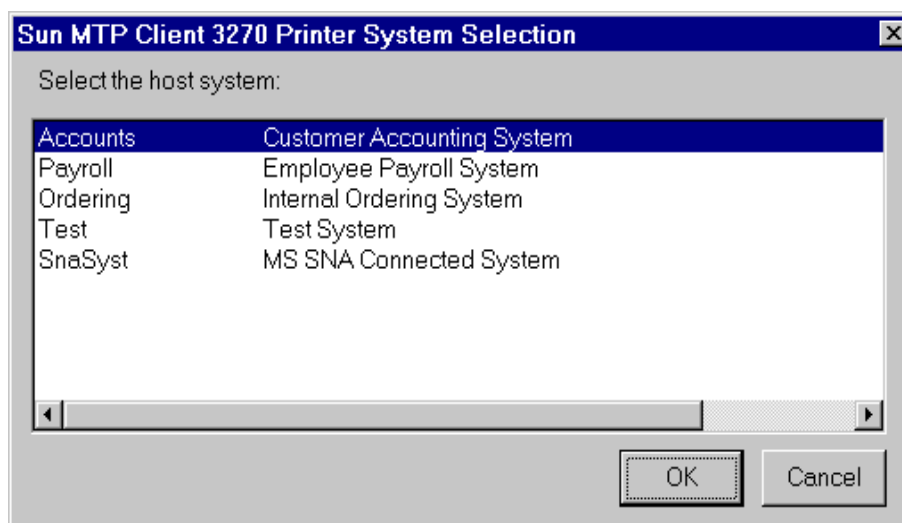 Sun MTP Client 3270 Printer System Selection
Select the host system:
Accounts Customer Accounting System
Payroll Employee Payroll System
Ordering Internal Ordering System
Test Test System
SnaSyst MS SNA Connected System
OK Cancel